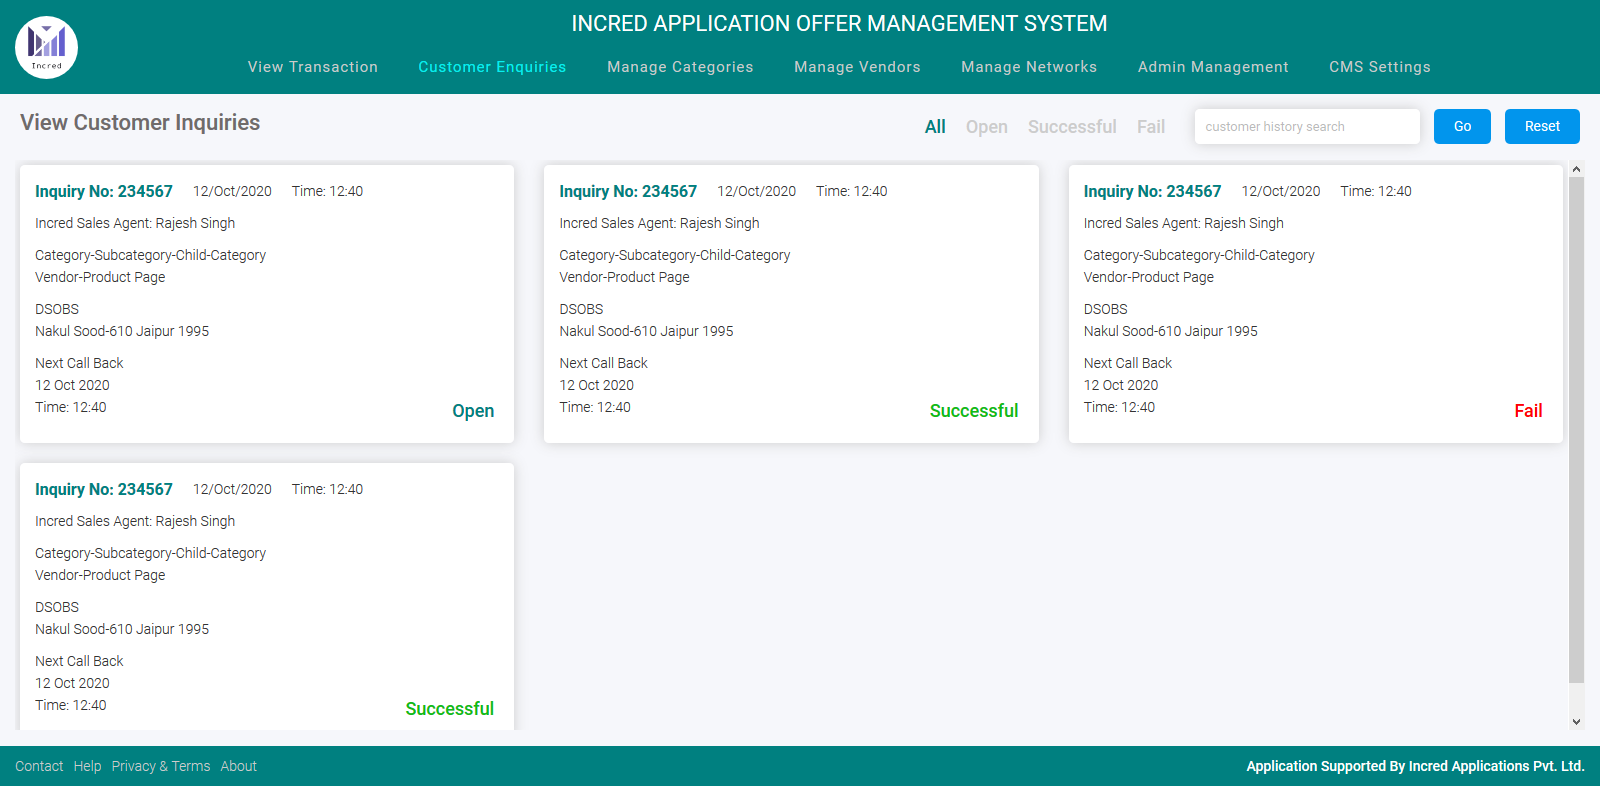 INCRED APPLICATION OFFER MANAGEMENT SYSTEM
Incred
View Transaction Customer Enquiries Manage Categories Manage Vendors Manage Networks Admin Management CMS Settings
View Customer Inquiries
All Open Successful Fail customer history search Go Reset
Inquiry No: 234567 12/Oct/2020 Time: 12:40
Incred Sales Agent: Rajesh Singh
Category-Subcategory-Child-Category
Vendor-Product Page
DSOBS
Nakul Sood-610 Jaipur 1995
Next Call Back
12 Oct 2020
Time: 12:40
Open
Inquiry No: 234567 12/Oct/2020 Time: 12:40
Incred Sales Agent: Rajesh Singh
Category-Subcategory-Child-Category
Vendor-Product Page
DSOBS
Nakul Sood-610 Jaipur 1995
Next Call Back
12 Oct 2020
Time: 12:40
Successful
Inquiry No: 234567 12/Oct/2020 Time: 12:40
Incred Sales Agent: Rajesh Singh
Category-Subcategory-Child-Category
Vendor-Product Page
DSOBS
Nakul Sood-610 Jaipur 1995
Next Call Back
12 Oct 2020
Time: 12:40
Fail
Inquiry No: 234567 12/Oct/2020 Time: 12:40
Incred Sales Agent: Rajesh Singh
Category-Subcategory-Child-Category
Vendor-Product Page
DSOBS
Nakul Sood-610 Jaipur 1995
Next Call Back
12 Oct 2020
Time: 12:40
Successful
Contact Help Privacy & Terms About
Application Supported By Incred Applications Pvt. Ltd.